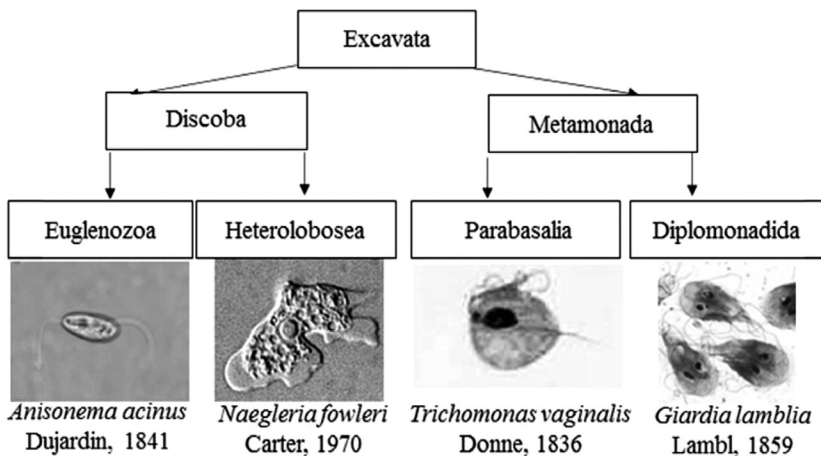 Excavata
Discoba
Metamonada
Euglenozoa
Heterolobosea
Parabasalia
Diplomonadida
Anisonema acinus
Dujardin, 1841
Naegleria fowleri
Carter, 1970
Trichomonas vaginalis
Donne, 1836
Giardia lamblia
Lambl, 1859